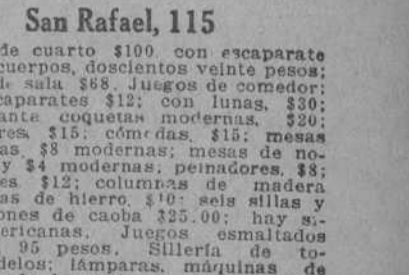 San Rafael, 115
de cuarto $100. con escaparate
cuerpos, doscientos veinte pesos;
de sala $68. Juegos de comedor;
caparates $12; con lunas, $30;
ante coquetas modernas, $20;
res, $15; cómodas, $15; mesas
as $8 modernas; mesas de no-
y $4 modernas; peinadores, $8;
es $12; columnas de madera
as de hierro, $10; seis sillas y
ones de caoba $25.00; hay si-
ericanas. Juegos esmaltados
95 pesos. Sillería de to-
delos; lámparas, máquinas de